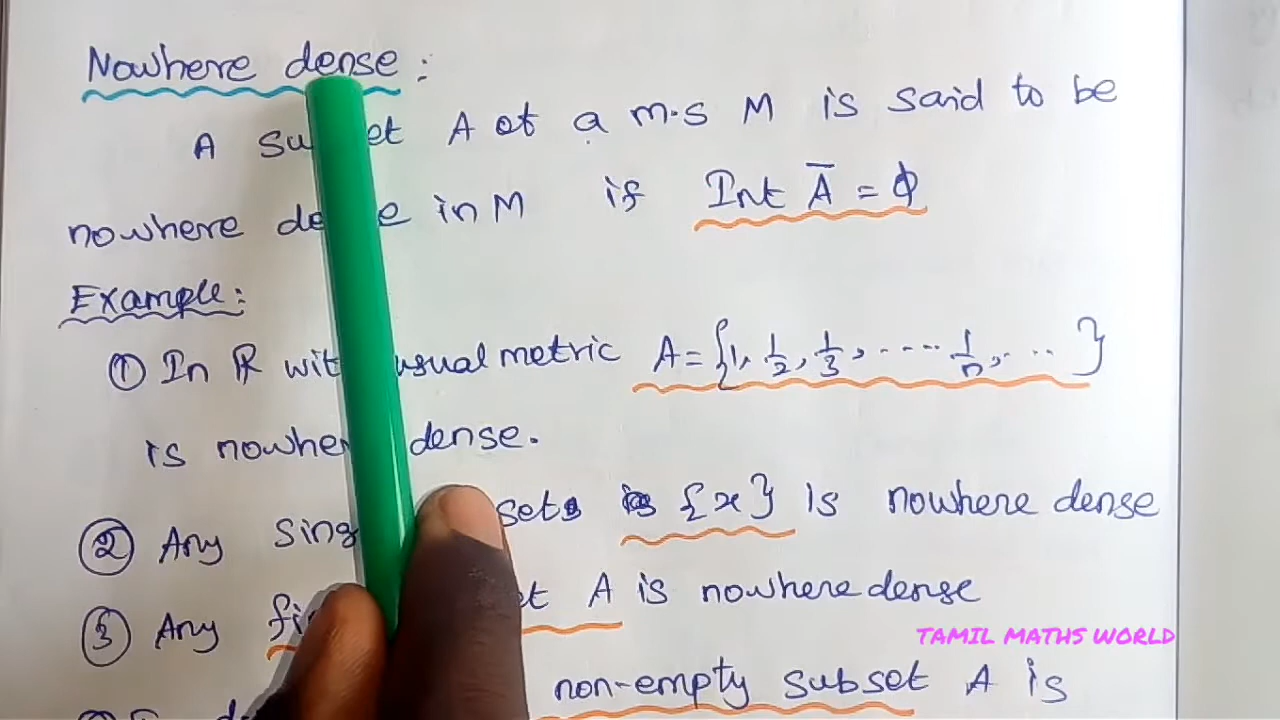 Nowhere dense :
A su et A of a m.s M is said to be
nowhere de e in M if Int A̅ = ϕ
Example:
① In R wit usual metric A = {1, 1/2, 1/3, ..... 1/n, ...}
is nowhe dense.
② Any sing sets {x} is nowhere dense
③ Any fi et A is nowhere dense
TAMIL MATHS WORLD
non-empty subset A is